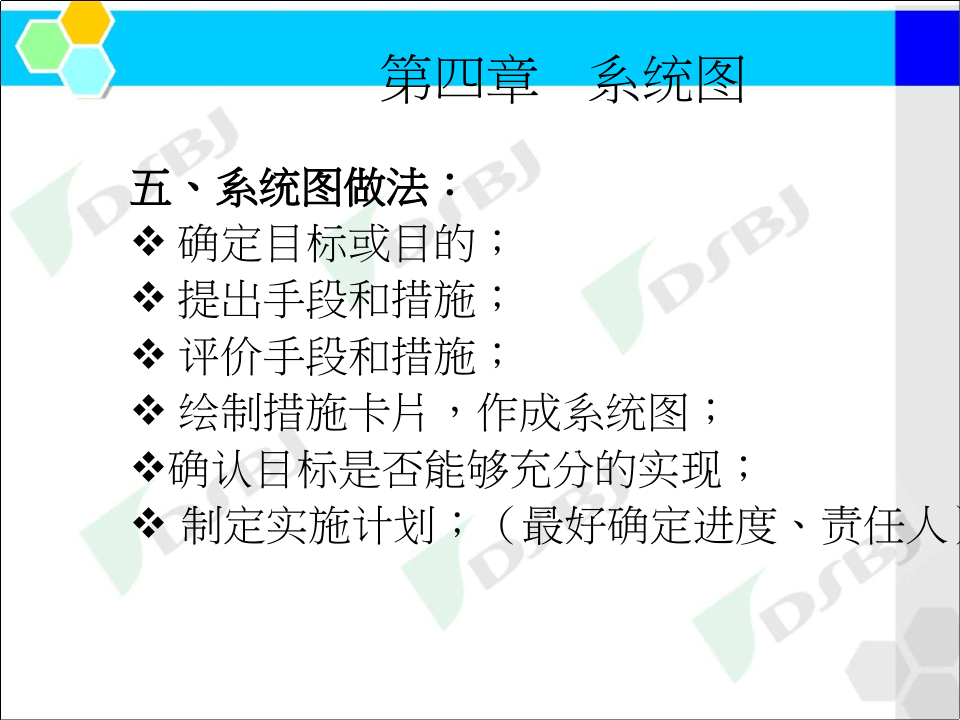 第四章 系统图
五、系统图做法：
❖ 确定目标或目的；
❖ 提出手段和措施；
❖ 评价手段和措施；
❖ 绘制措施卡片，作成系统图；
❖确认目标是否能够充分的实现；
❖ 制定实施计划；（最好确定进度、责任人）
DSBJ
DSBJ
DSBJ
DSBJ
DSBJ
DSBJ